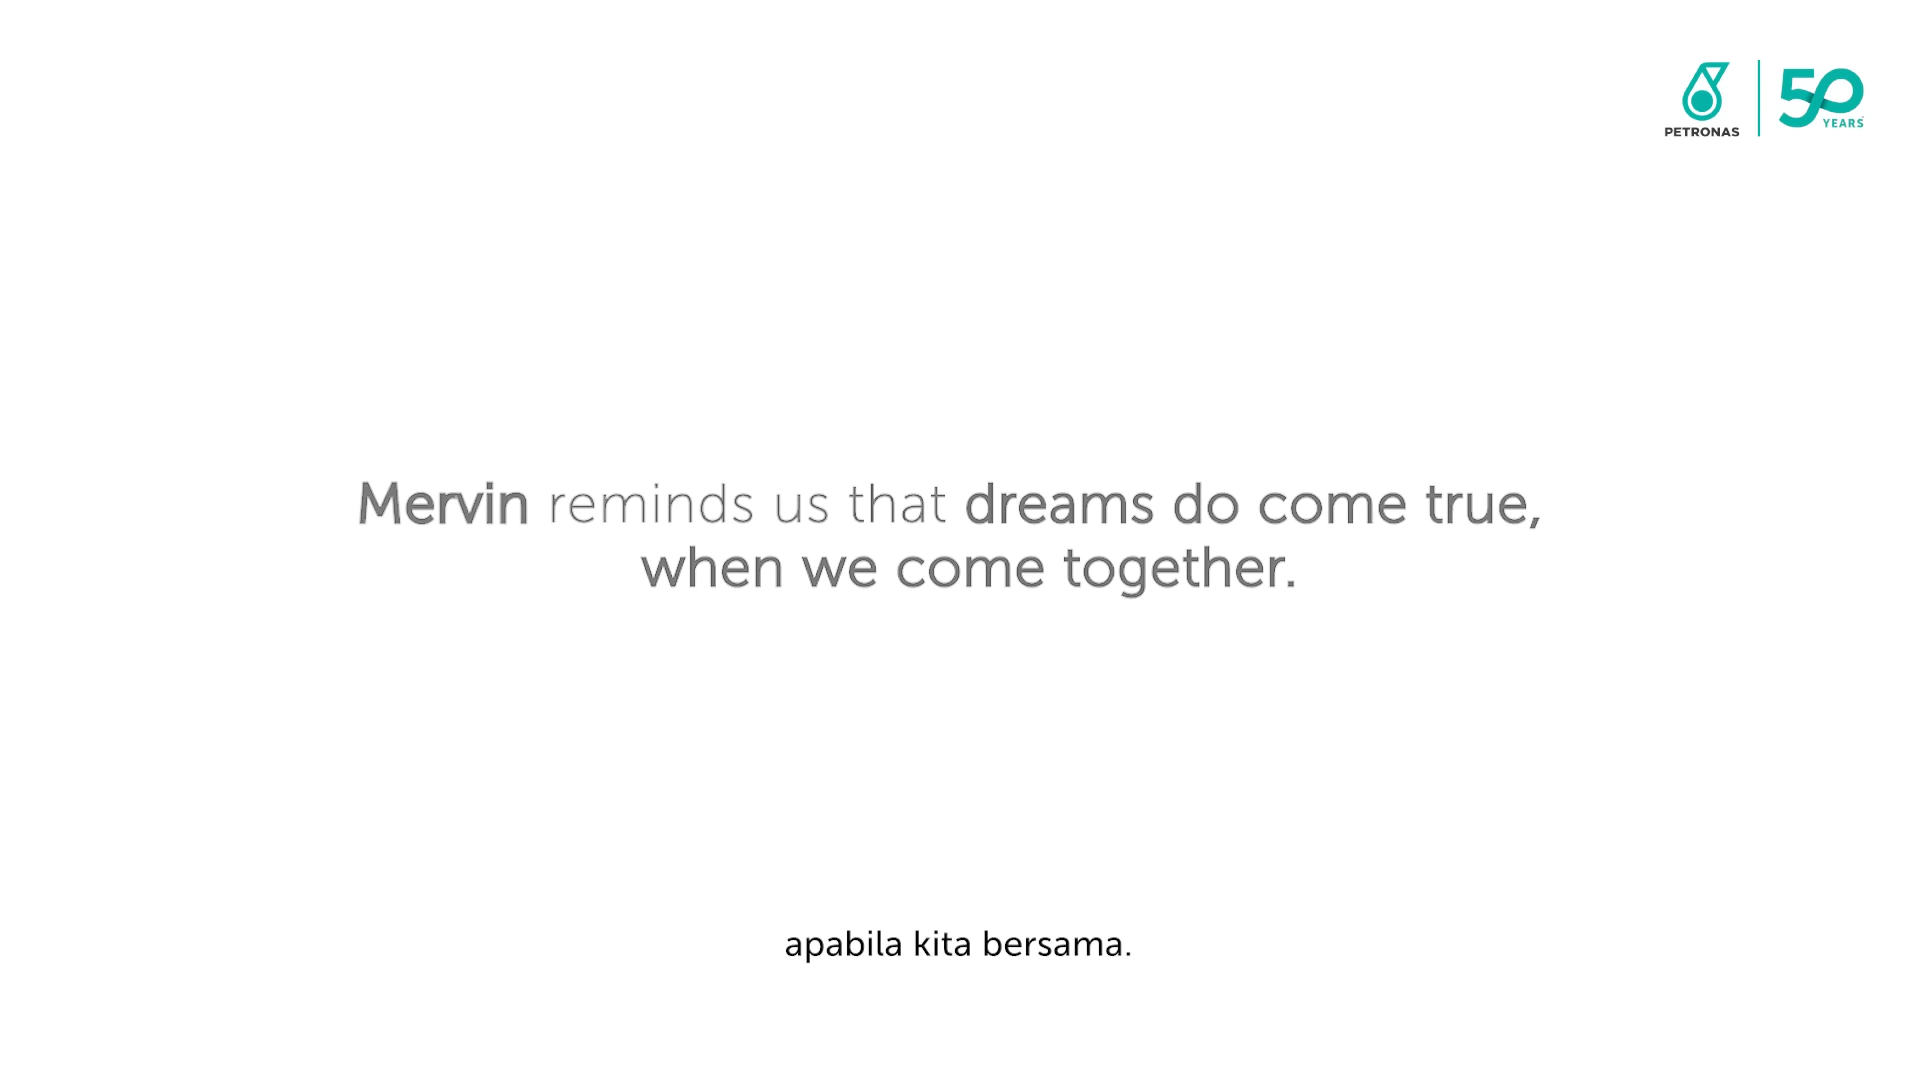 PETRONAS
50
YEARS
Mervin reminds us that dreams do come true,
when we come together.
apabila kita bersama.